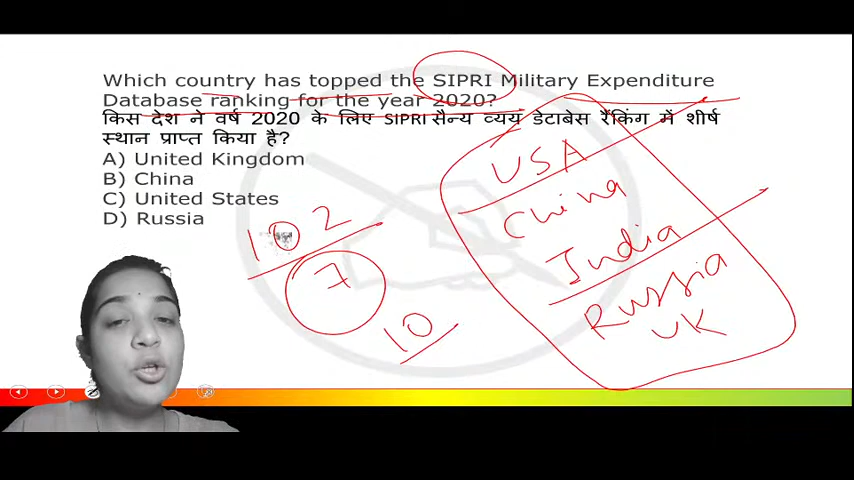 Which country has topped the SIPRI Military Expenditure
Database ranking for the year 2020?
किस देश ने वर्ष 2020 के लिए SIPRI सैन्य व्यय डेटाबेस रैंकिंग में शीर्ष
स्थान प्राप्त किया है?
A) United Kingdom
B) China
C) United States
D) Russia
USA
China
India
Russia
UK
102
7
10